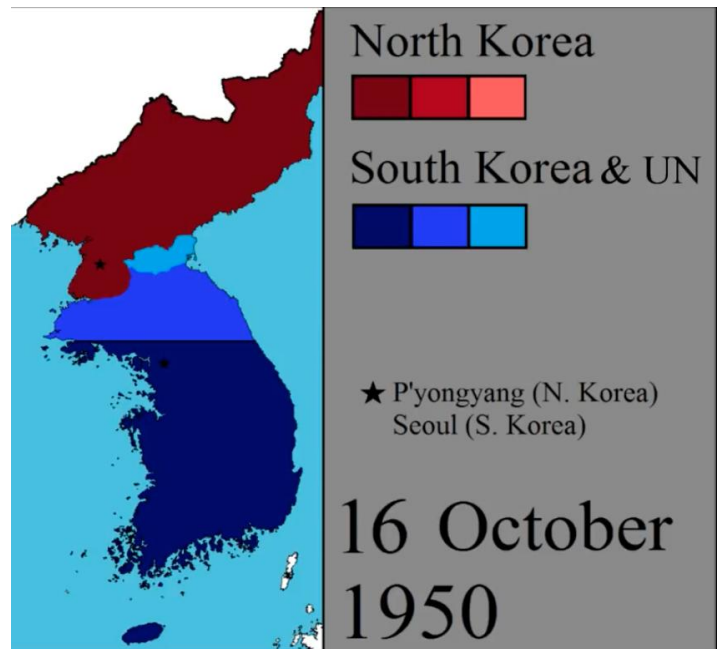 North Korea
South Korea & UN
P'yongyang (N. Korea)
Seoul (S. Korea)
16 October
1950